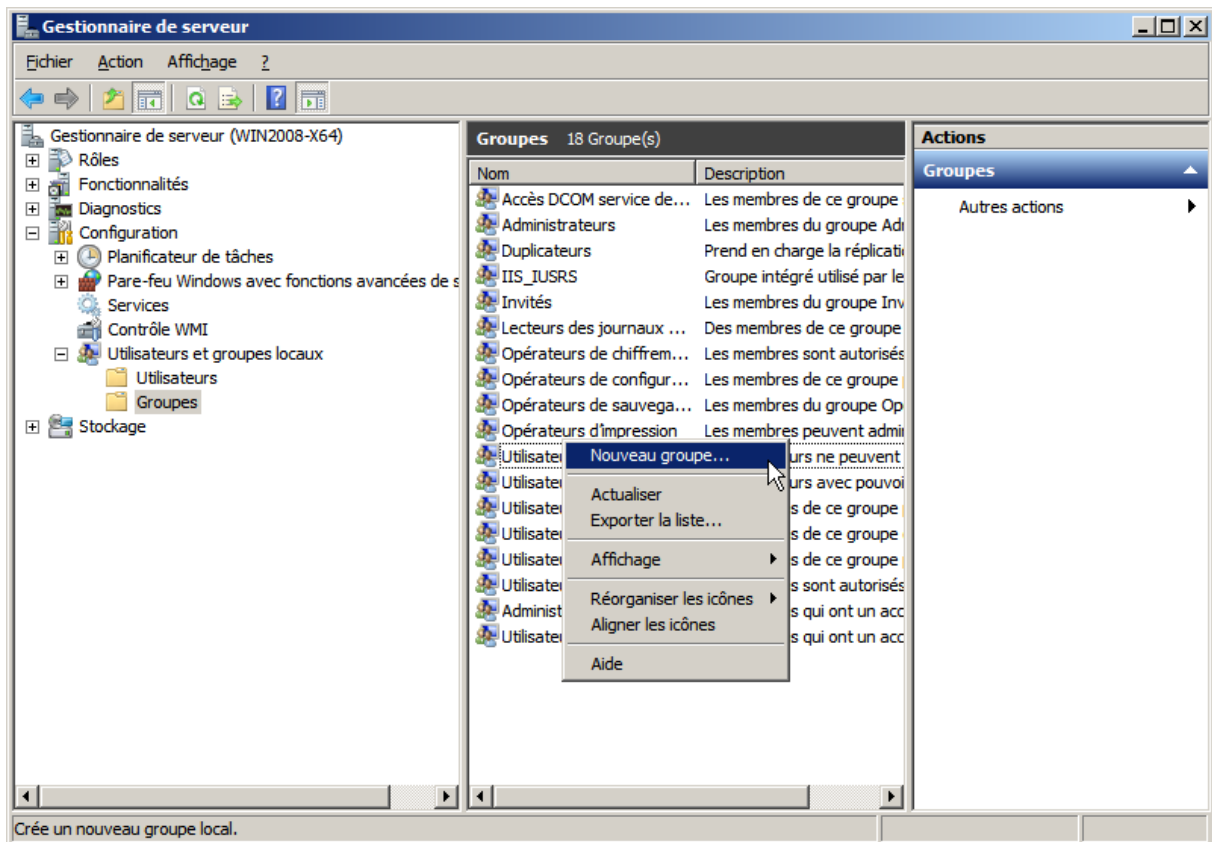 Gestionnaire de serveur
Fichier Action Affichage ?
Gestionnaire de serveur (WIN2008-X64)
Rôles
Fonctionnalités
Diagnostics
Configuration
Planificateur de tâches
Pare-feu Windows avec fonctions avancées de s
Services
Contrôle WMI
Utilisateurs et groupes locaux
Utilisateurs
Groupes
Stockage
Groupes 18 Groupe(s)
Nom Description
Accès DCOM service de... Les membres de ce groupe
Administrateurs Les membres du groupe Adr
Duplicateurs Prend en charge la réplicati
IIS_IUSRS Groupe intégré utilisé par le
Invités Les membres du groupe Inv
Lecteurs des journaux ... Des membres de ce groupe
Opérateurs de chiffrem... Les membres sont autorisés
Opérateurs de configur... Les membres de ce groupe
Opérateurs de sauvega... Les membres du groupe Op
Opérateurs d'impression Les membres peuvent admi
Utilisate urs ne peuvent
Utilisate urs avec pouvoi
Utilisate s de ce groupe
Utilisate s de ce groupe
Utilisate s de ce groupe
Utilisate s sont autorisés
Administ s qui ont un acc
Utilisate s qui ont un acc
Nouveau groupe...
Actualiser
Exporter la liste...
Affichage
Réorganiser les icônes
Aligner les icônes
Aide
Actions
Groupes
Autres actions
Crée un nouveau groupe local.